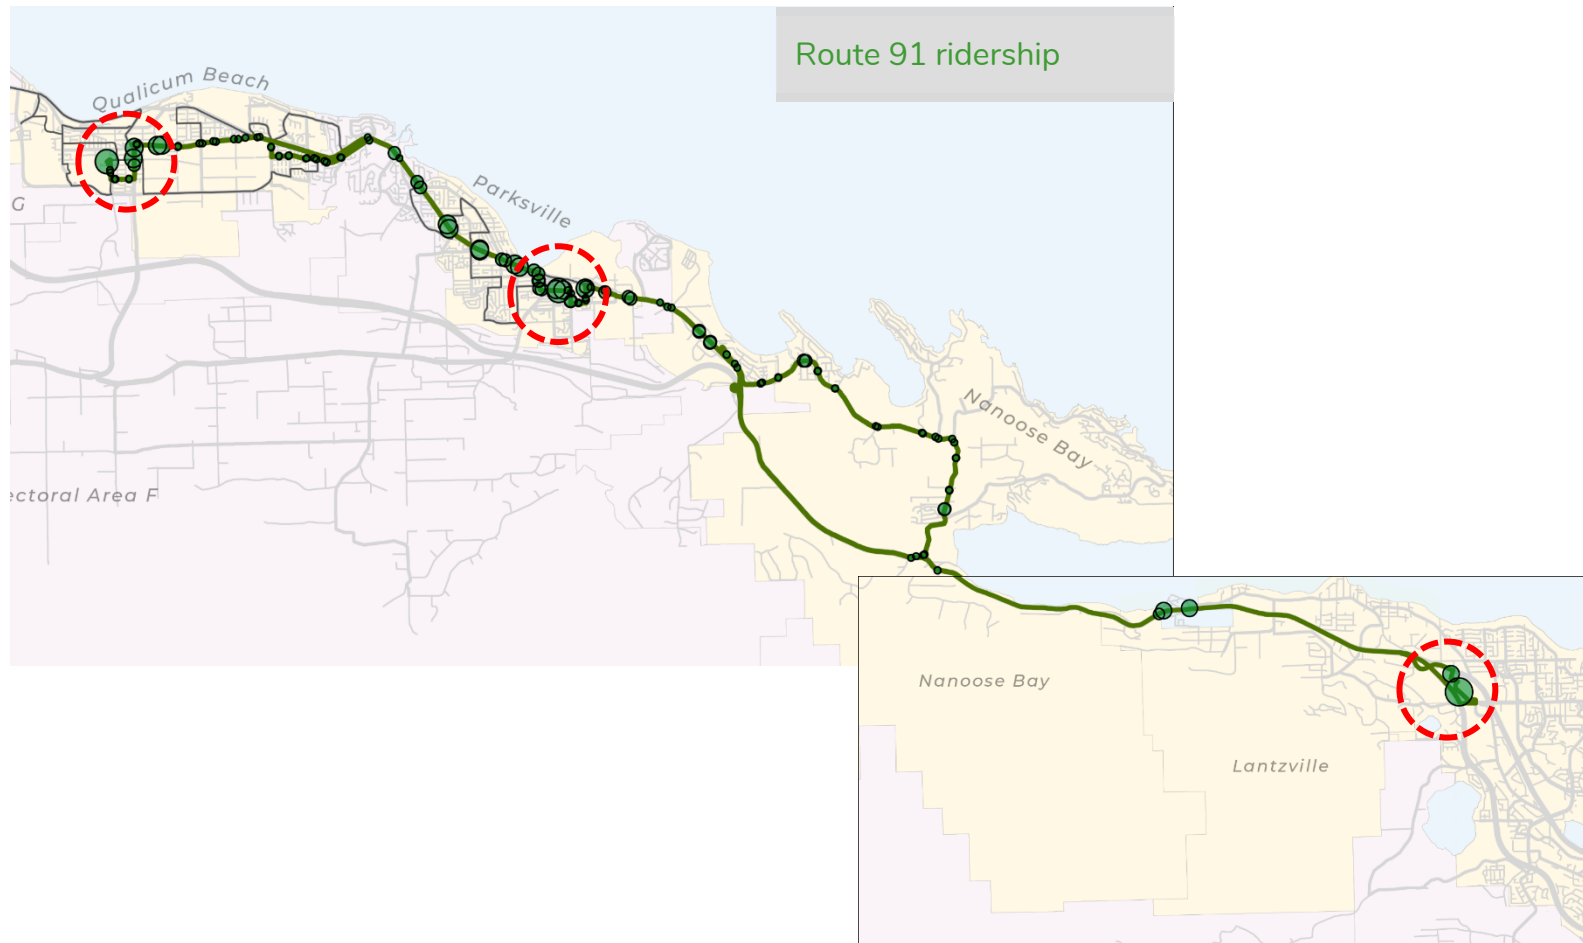 Route 91 ridership
Qualicum Beach
Parksville
G
Nanoose Bay
ectoral Area F
Nanoose Bay
Lantzville